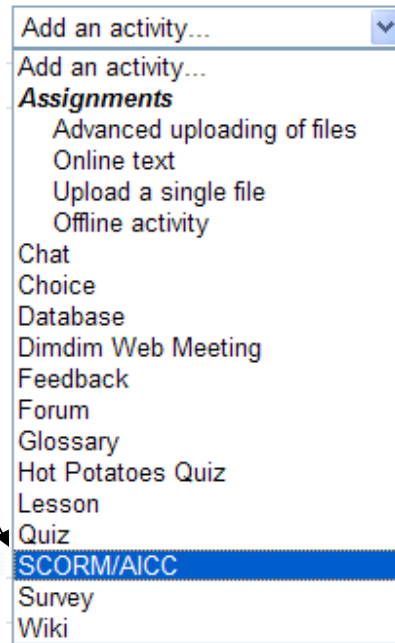 Add an activity...
Add an activity...
Assignments
Advanced uploading of files
Online text
Upload a single file
Offline activity
Chat
Choice
Database
Dimdim Web Meeting
Feedback
Forum
Glossary
Hot Potatoes Quiz
Lesson
Quiz
SCORM/AICC
Survey
Wiki